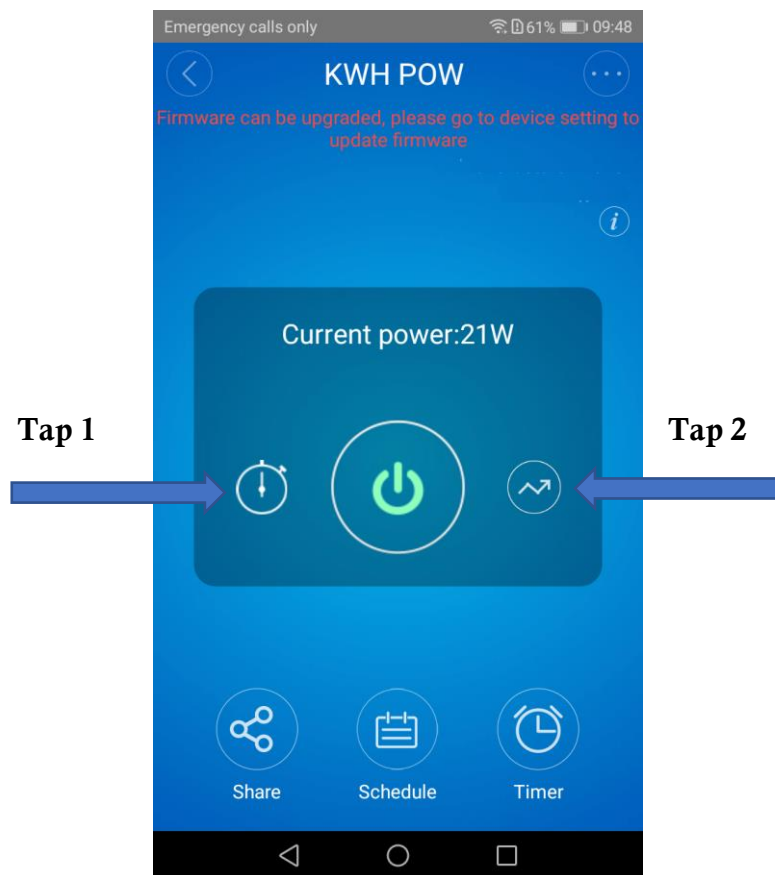 Emergency calls only 61% 09:48
KWH POW
Firmware can be upgraded, please go to device setting to
update firmware
i
Current power:21W
Tap 1
Tap 2
Share Schedule Timer